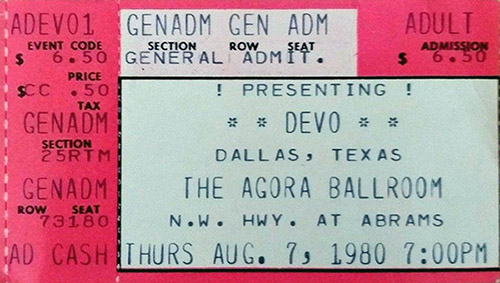 ADEV01
EVENT CODE
$ 6.50
PRICE
$CC .50
TAX
GENADM
SECTION
25RTM
GENADM
ROW SEAT
73180
AD CASH
GENADM GEN ADM
SECTION ROW SEAT
GENERAL ADMIT.
ADULT
ADMISSION
$ 6.50
! PRESENTING !
* * DEVO * *
DALLAS, TEXAS
THE AGORA BALLROOM
N.W. HWY. AT ABRAMS
THURS AUG. 7, 1980 7:00PM